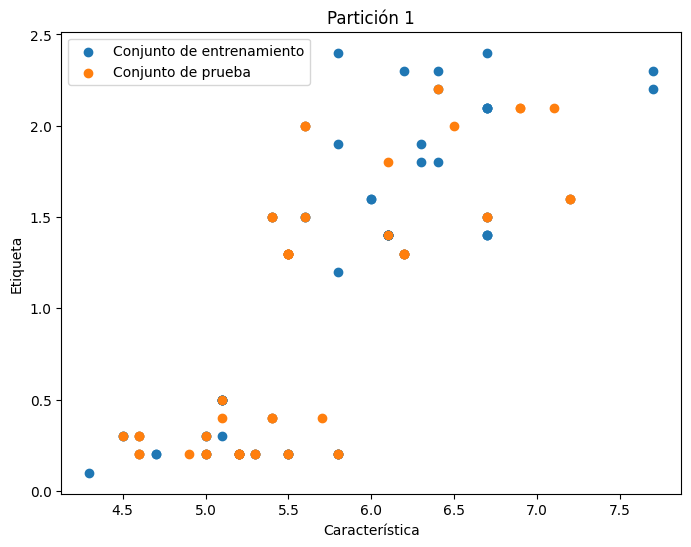 Partición 1
Conjunto de entrenamiento
Conjunto de prueba
2.5
2.0
1.5
1.0
0.5
0.0
Etiqueta
4.5 5.0 5.5 6.0 6.5 7.0 7.5
Característica